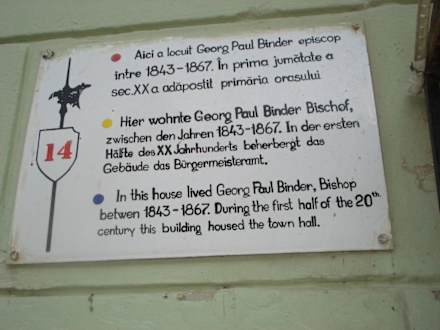 Aici a locuit Georg Paul Binder episcop
intre 1843-1867. În prima jumătate a
sec.XX a adăpostit primăria orasului
14
Hier wohnte Georg Paul Binder Bischof,
zwischen den Jahren 1843-1867. In der ersten
Hälfte des XX Jahrhunderts beherbergt das
Gebäude das Bürgermeisteramt.
In this house lived Georg Paul Binder, Bishop
betwen 1843-1867. During the first half of the 20th
century this building housed the town hall.